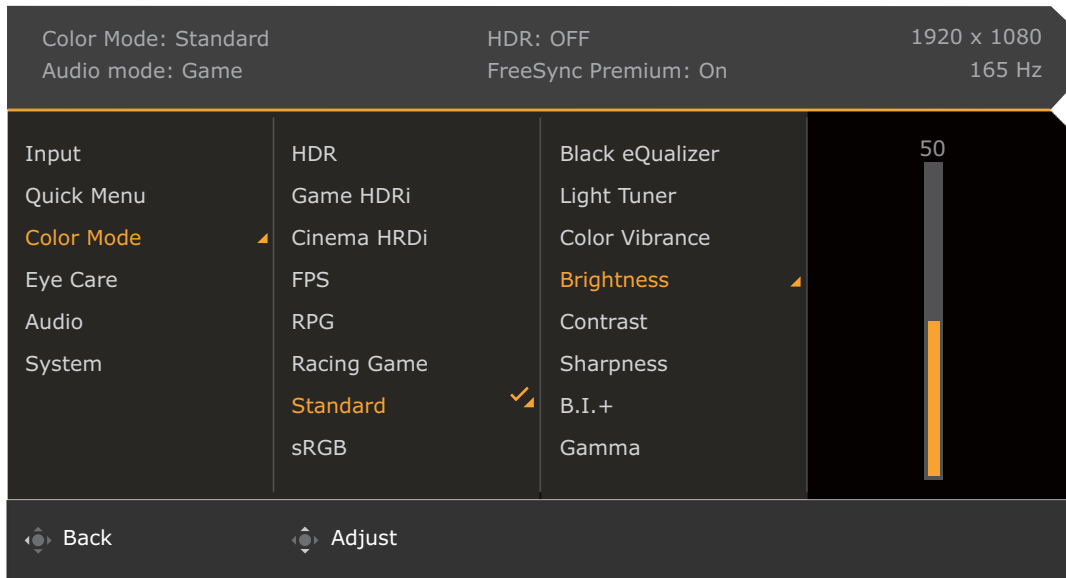 Color Mode: Standard
HDR: OFF
1920 x 1080
Audio mode: Game
FreeSync Premium: On
165 Hz
Input
Quick Menu
Color Mode
Eye Care
Audio
System
HDR
Game HDRi
Cinema HRDi
FPS
RPG
Racing Game
Standard
sRGB
Black eQualizer
Light Tuner
Color Vibrance
Brightness
Contrast
Sharpness
B.I.+
Gamma
50
Back
Adjust